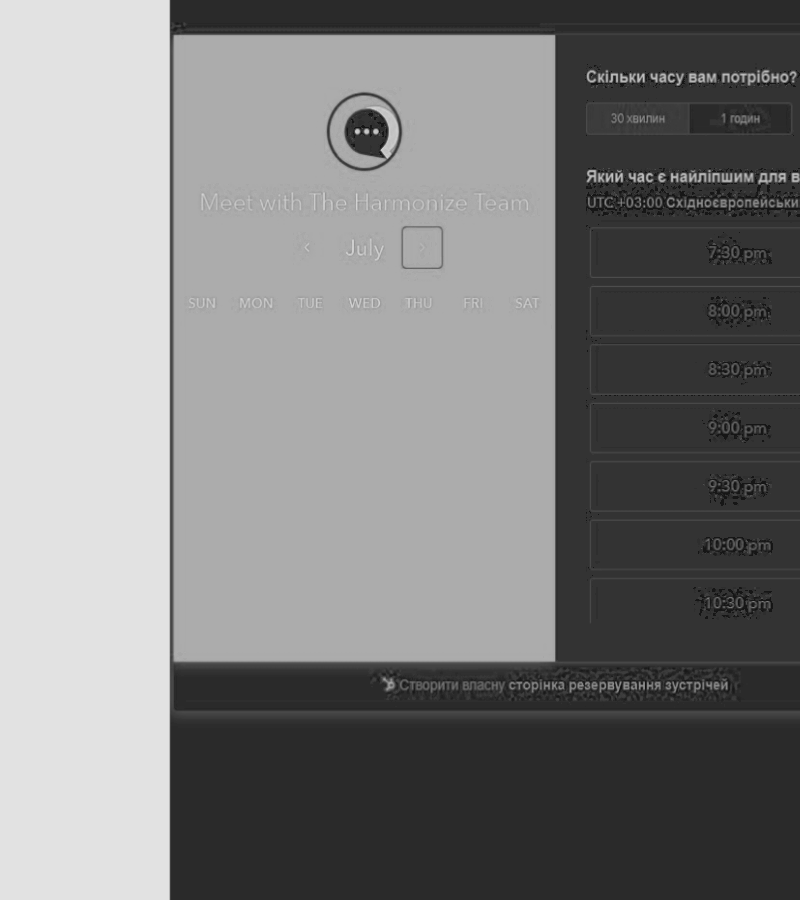 Meet with The Harmonize Team
July
SUN MON TUE WED THU FRI SAT
Скільки часу вам потрібно?
30 хвилин 1 годин
Який час є найліпшим для в
UTC +03:00 Східноєвропейськи
7:30 pm
8:00 pm
8:30 pm
9:00 pm
9:30 pm
10:00 pm
10:30 pm
Створити власну сторінка резервування зустрічей